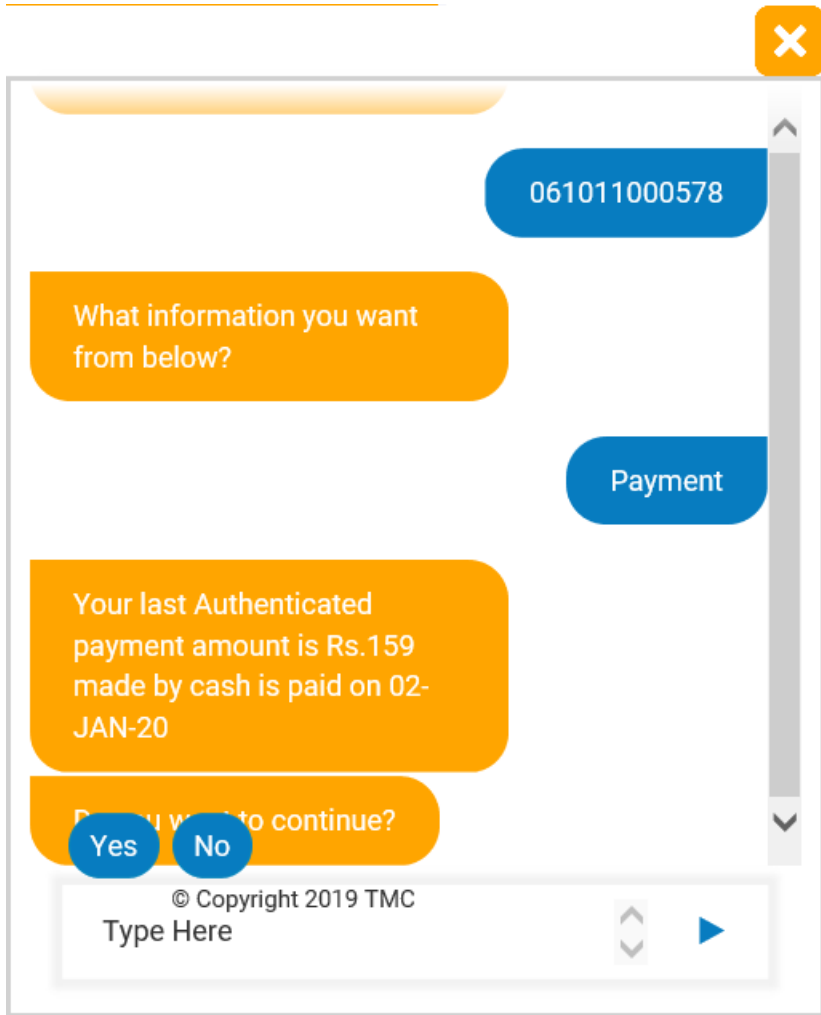 061011000578
What information you want
from below?
Payment
Your last Authenticated
payment amount is Rs.159
made by cash is paid on 02-
JAN-20
to continue?
Yes
No
© Copyright 2019 TMC
Type Here